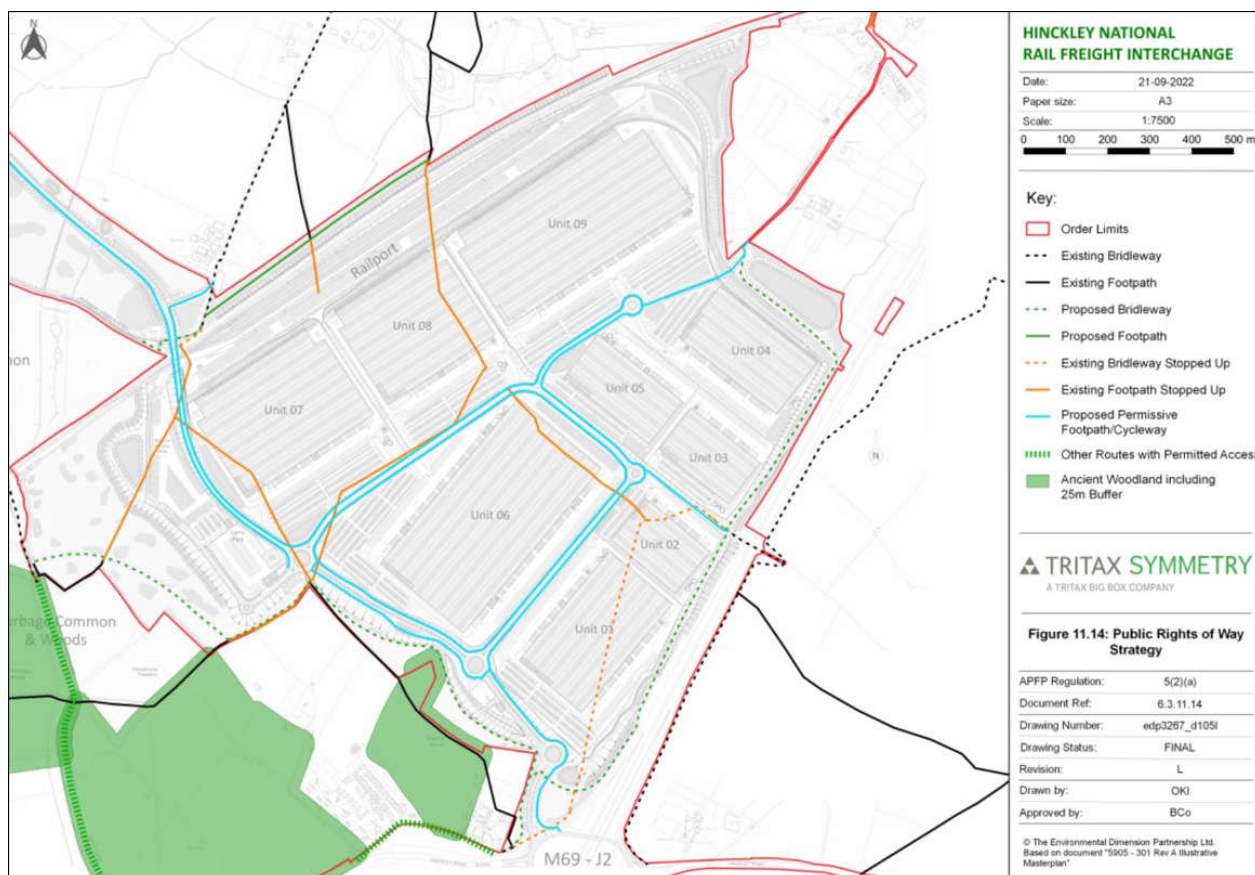 N
Railport
Unit 09
Unit 08
Unit 07
Unit 04
Unit 05
Unit 03
Unit 06
Unit 02
Unit 01
Common
& Woods
M69 - J2
HINCKLEY NATIONAL
RAIL FREIGHT INTERCHANGE
Date: 21-09-2022
Paper size: A3
Scale: 1:7500
0 100 200 300 400 500 m
Key:
Order Limits
Existing Bridleway
Existing Footpath
Proposed Bridleway
Proposed Footpath
Existing Bridleway Stopped Up
Existing Footpath Stopped Up
Proposed Permissive
Footpath/Cycleway
Other Routes with Permitted Access
Ancient Woodland including
25m Buffer
TRITAX SYMMETRY
A TRITAX BIG BOX COMPANY
Figure 11.14: Public Rights of Way
Strategy
APFP Regulation: 5(2)(a)
Document Ref: 6.3.11.14
Drawing Number: edp3267_d105l
Drawing Status: FINAL
Revision: L
Drawn by: OKI
Approved by: BCo
© The Environmental Dimension Partnership Ltd.
Based on document "5905 - 301 Rev A Illustrative
Masterplan"